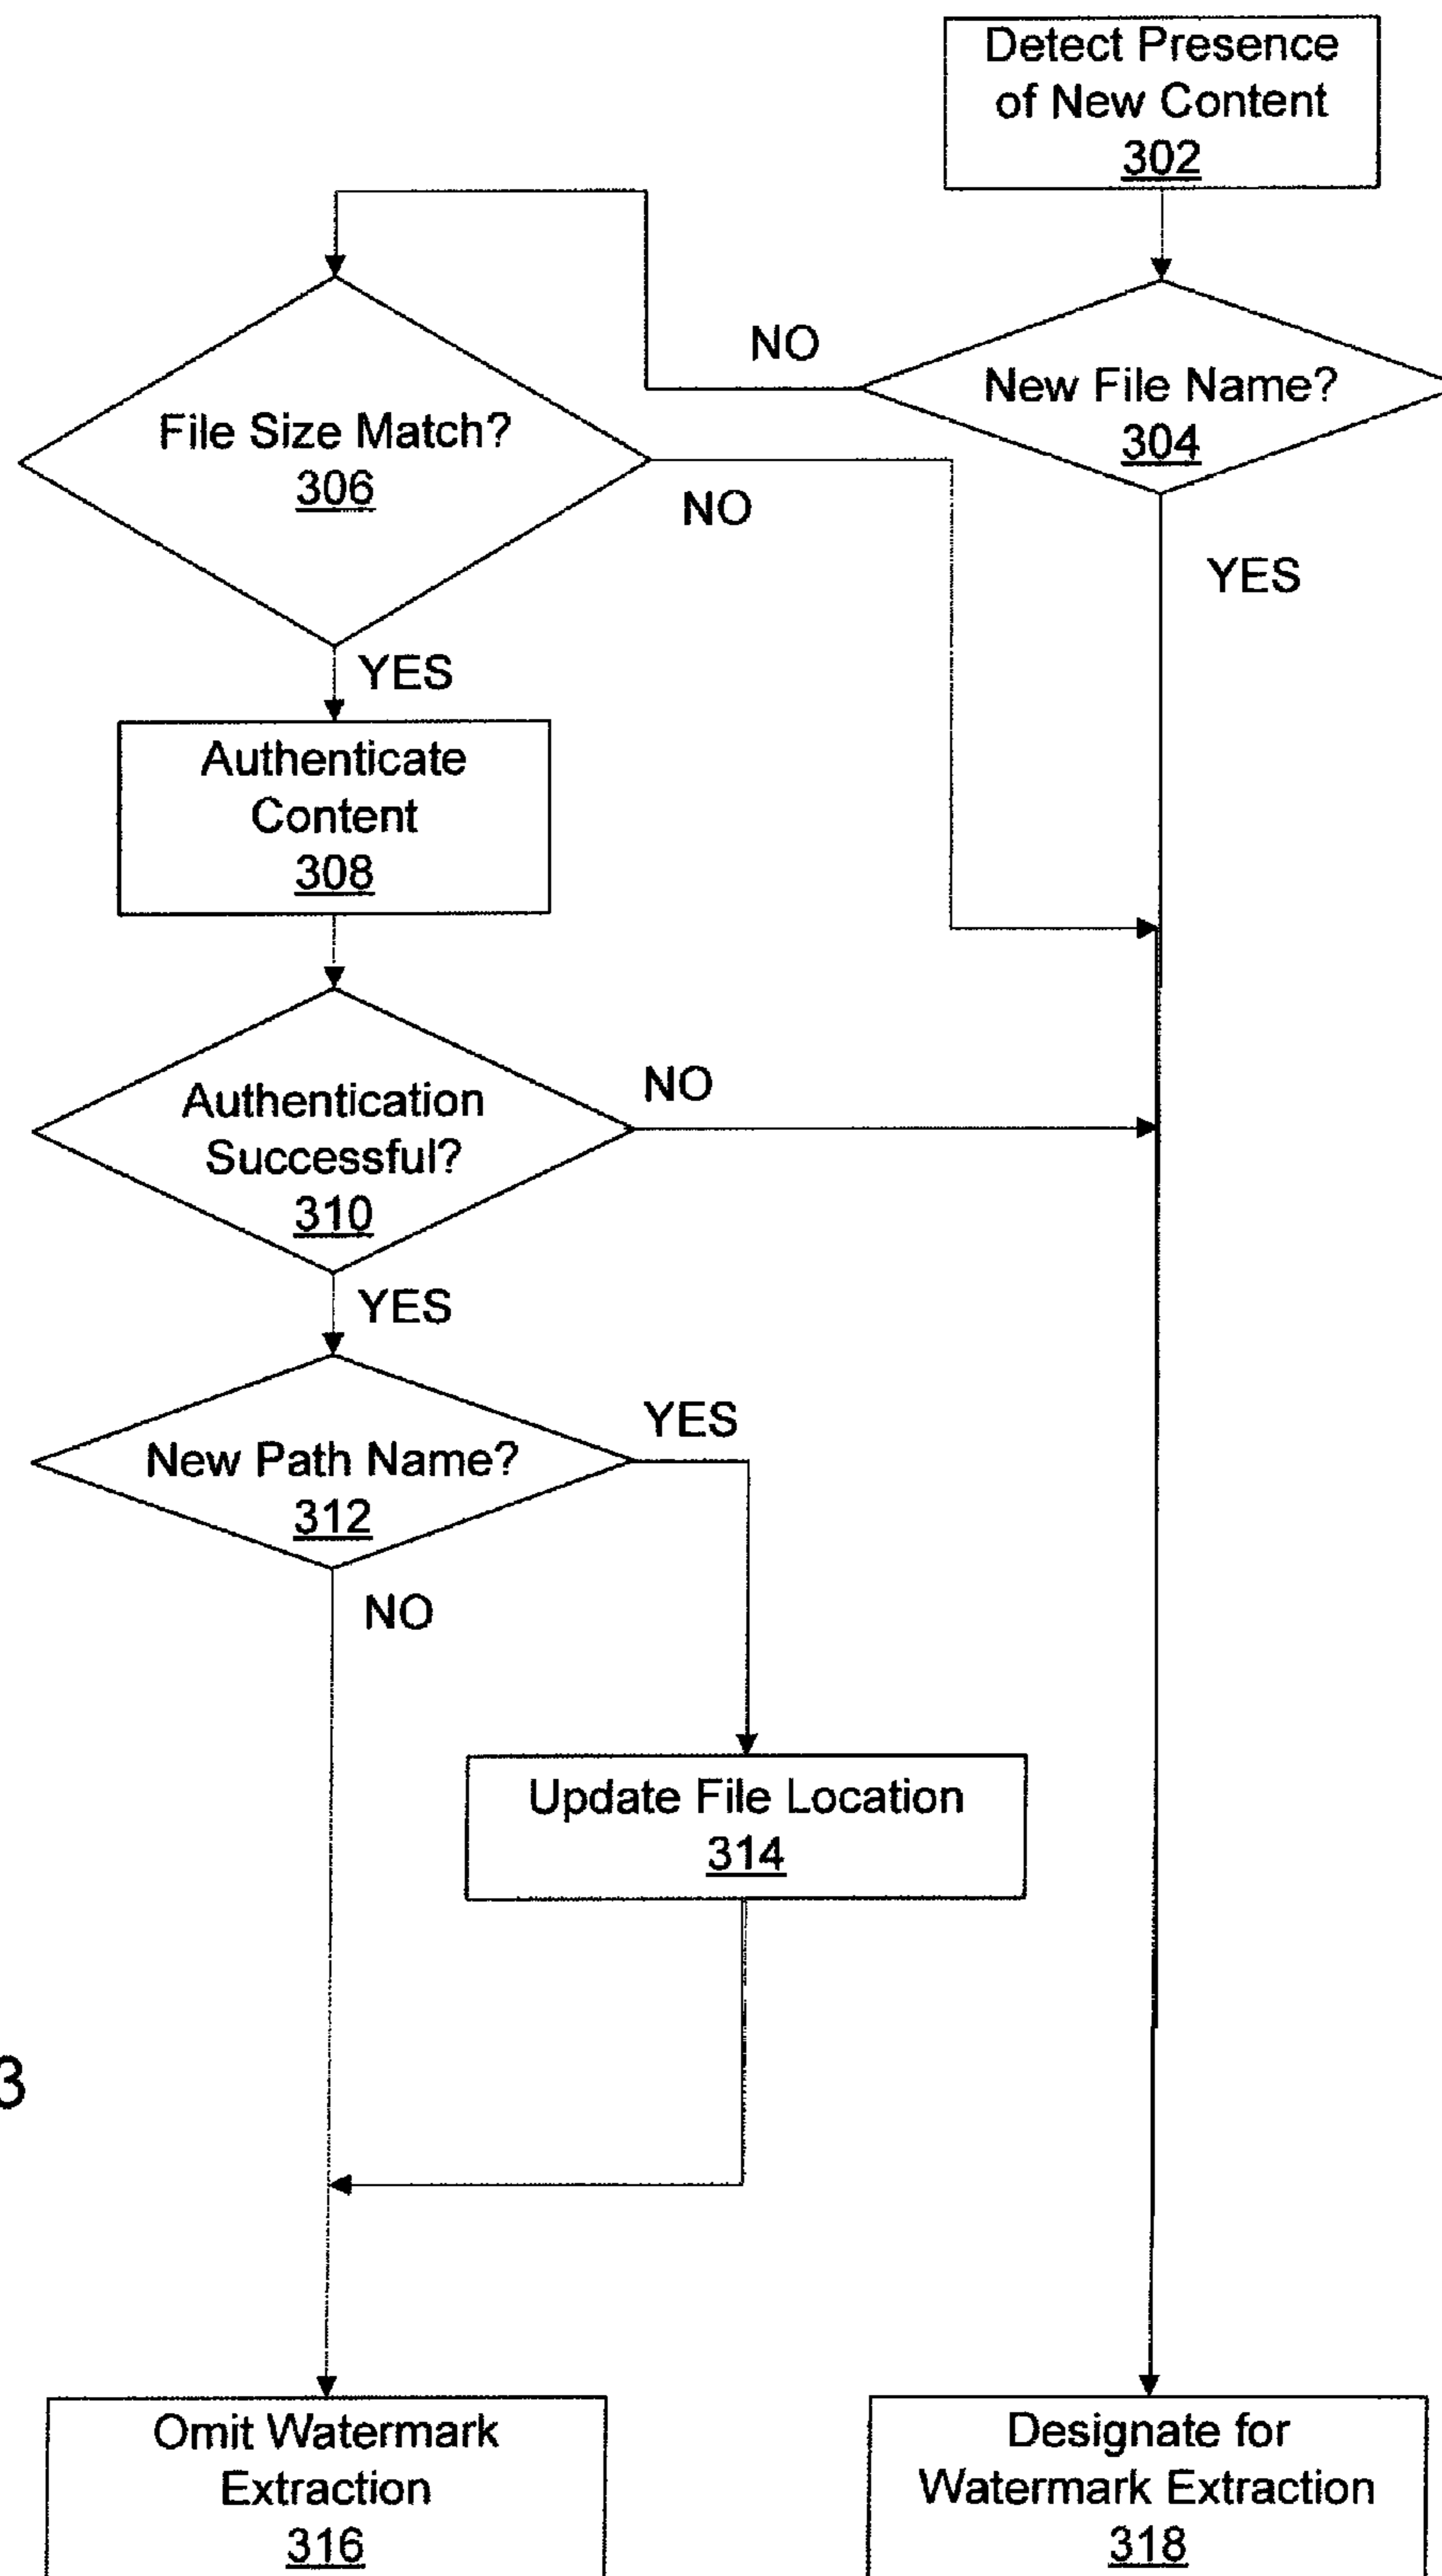 Detect Presence
of New Content
302
NO
New File Name?
304
File Size Match?
306
NO
YES
YES
Authenticate
Content
308
NO
Authentication
Successful?
310
YES
YES
New Path Name?
312
NO
Update File Location
314
3
Omit Watermark
Extraction
316
Designate for
Watermark Extraction
318